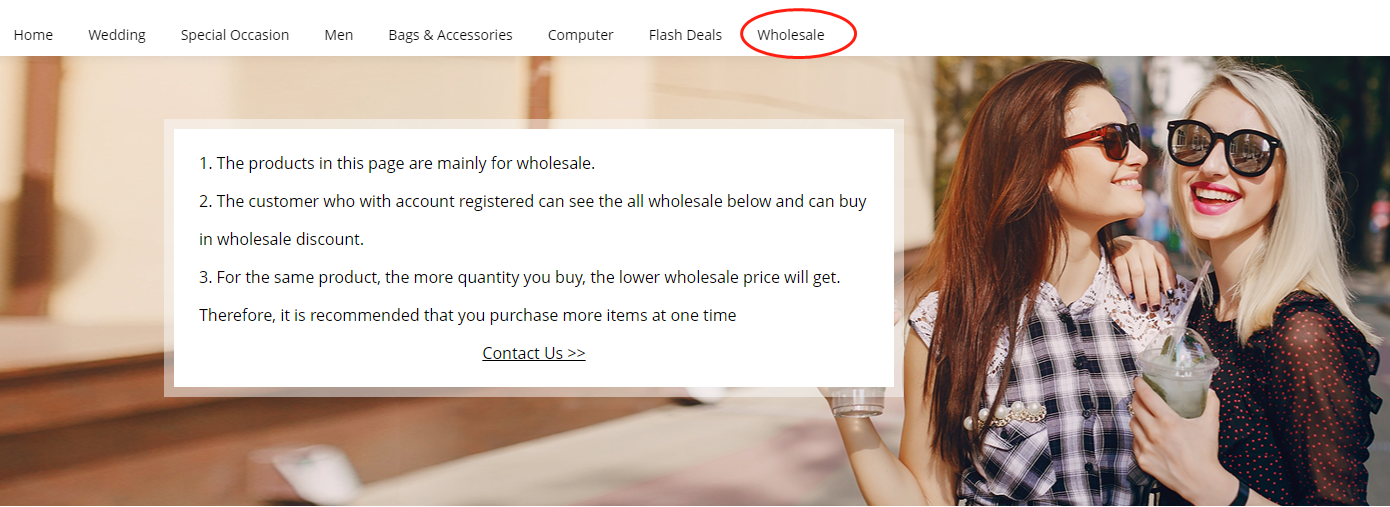 Home Wedding Special Occasion Men Bags & Accessories Computer Flash Deals Wholesale
1. The products in this page are mainly for wholesale.
2. The customer who with account registered can see the all wholesale below and can buy
in wholesale discount.
3. For the same product, the more quantity you buy, the lower wholesale price will get.
Therefore, it is recommended that you purchase more items at one time
Contact Us >>